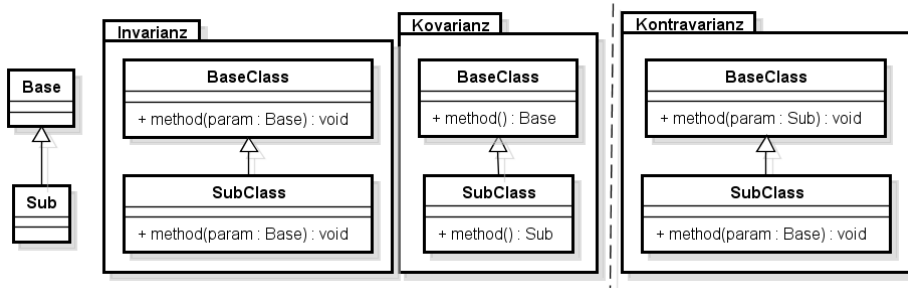 Base
Sub
Invarianz
BaseClass
+ method(param : Base) : void
SubClass
+ method(param : Base) : void
Kovarianz
BaseClass
+ method() : Base
SubClass
+ method() : Sub
Kontravarianz
BaseClass
+ method(param : Sub) : void
SubClass
+ method(param : Base) : void